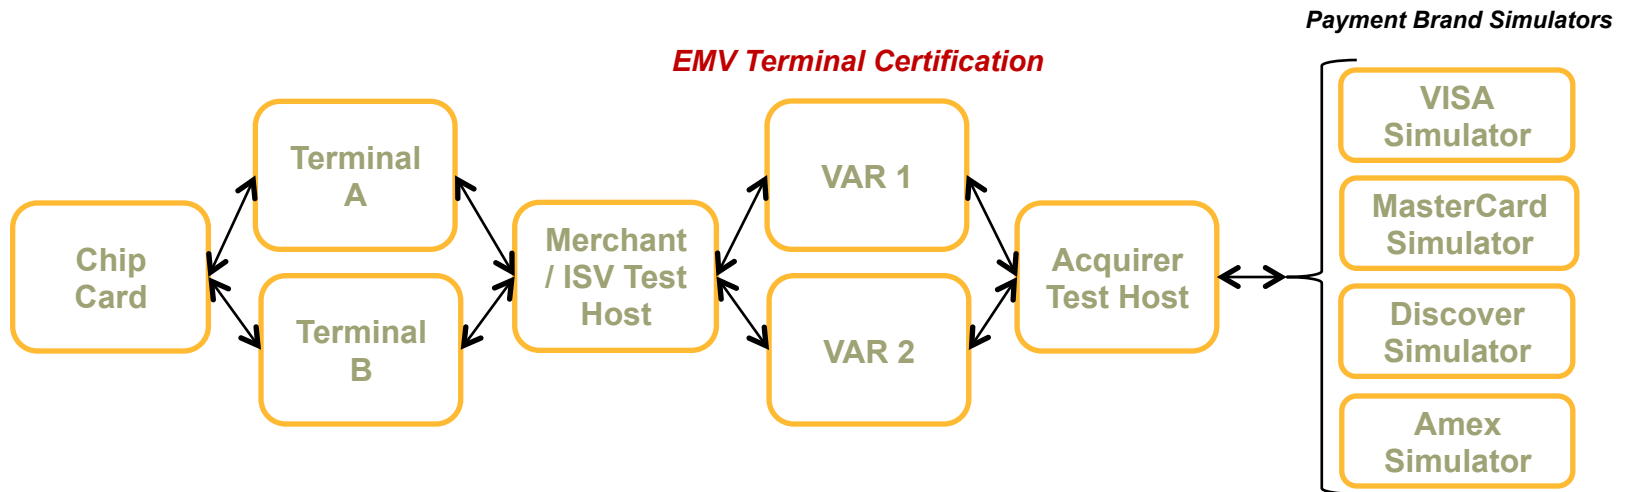 Payment Brand Simulators
EMV Terminal Certification
Chip
Card
Terminal
A
Terminal
B
Merchant
/ ISV Test
Host
VAR 1
VAR 2
Acquirer
Test Host
VISA
Simulator
MasterCard
Simulator
Discover
Simulator
Amex
Simulator